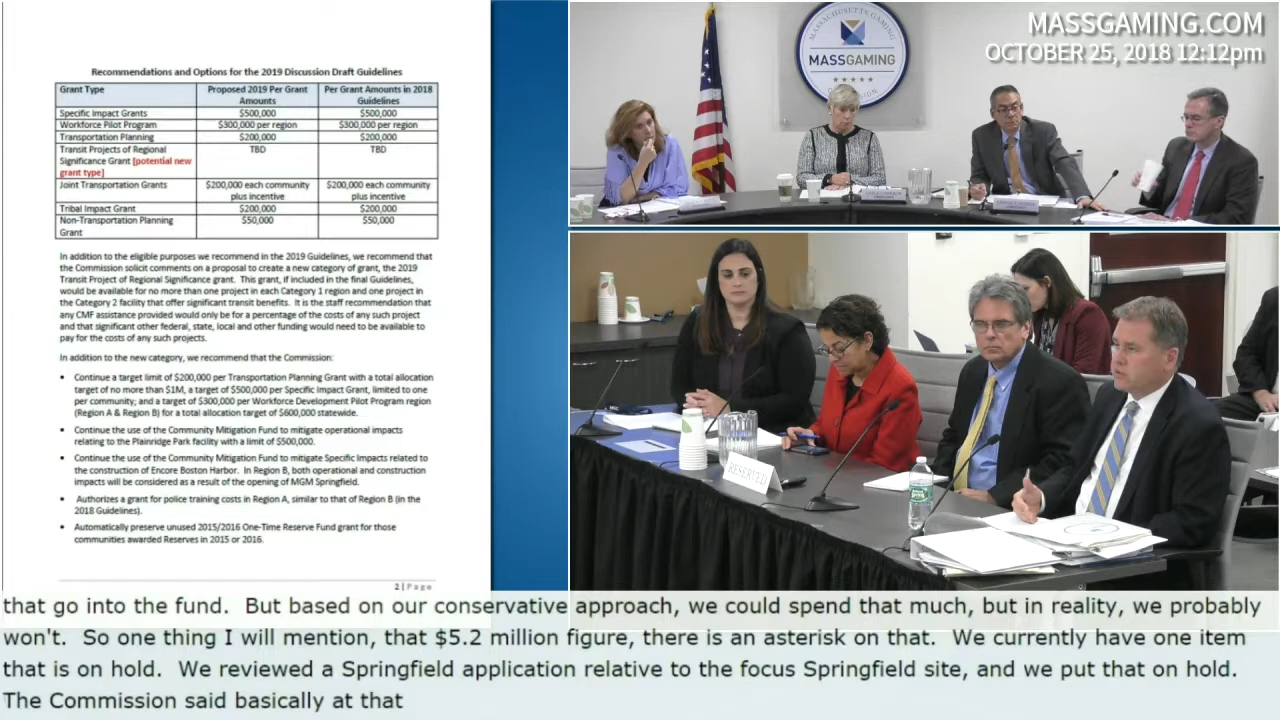 Recommendations and Options for the 2019 Discussion Draft Guidelines
Grant Type
Proposed 2019 Per Grant Amounts
Per Grant Amounts in 2018 Guidelines
Specific Impact Grants $500,000 $500,000
Workforce Pilot Program $300,000 per region $300,000 per region
Transportation Planning $200,000 $200,000
Transit Projects of Regional TBD TBD
Significance Grant [potential new
grant type]
Joint Transportation Grants $200,000 each community $200,000 each community
plus incentive plus incentive
Tribal Impact Grant $200,000 $200,000
Non-Transportation Planning $50,000 $50,000
Grant
In addition to the eligible purposes we recommend in the 2019 Guidelines, we recommend that
the Commission solicit comments on a proposal to create a new category of grant, the 2019
Transit Project of Regional Significance grant. This grant, if included in the final Guidelines,
would be available for no more than one project in each Category 1 region and one project in
the Category 2 facility that offer significant transit benefits. It is the staff recommendation that
any CMF assistance provided would only be for a percentage of the costs of any such project
and that significant other federal, state, local and other funding would need to be available to
pay for the costs of any such projects.
In addition to the new category, we recommend that the Commission:
• Continue a target limit of $200,000 per Transportation Planning Grant with a total allocation
target of no more than $1M, a target of $500,000 per Specific Impact Grant, limited to one
per community; and a target of $300,000 per Workforce Development Pilot Program region
(Region A & Region B) for a total allocation target of $600,000 statewide.
• Continue the use of the Community Mitigation Fund to mitigate operational impacts
relating to the Plainridge Park facility with a limit of $500,000.
• Continue the use of the Community Mitigation Fund to mitigate Specific Impacts related to
the construction of Encore Boston Harbor. In Region B, both operational and construction
impacts will be considered as a result of the opening of MGM Springfield.
• Authorizes a grant for police training costs in Region A, similar to that of Region B (in the
2018 Guidelines).
• Automatically preserve unused 2015/2016 One-Time Reserve Fund grant for those
communities awarded Reserves in 2015 or 2016.
2 | Page
MASSACHUSETTS GAMING
MASSGAMING
MASSGAMING.COM
OCTOBER 25, 2018 12:12pm
RESERVED
that go into the fund. But based on our conservative approach, we could spend that much, but in reality, we probably
won't. So one thing I will mention, that $5.2 million figure, there is an asterisk on that. We currently have one item
that is on hold. We reviewed a Springfield application relative to the focus Springfield site, and we put that on hold.
The Commission said basically at that